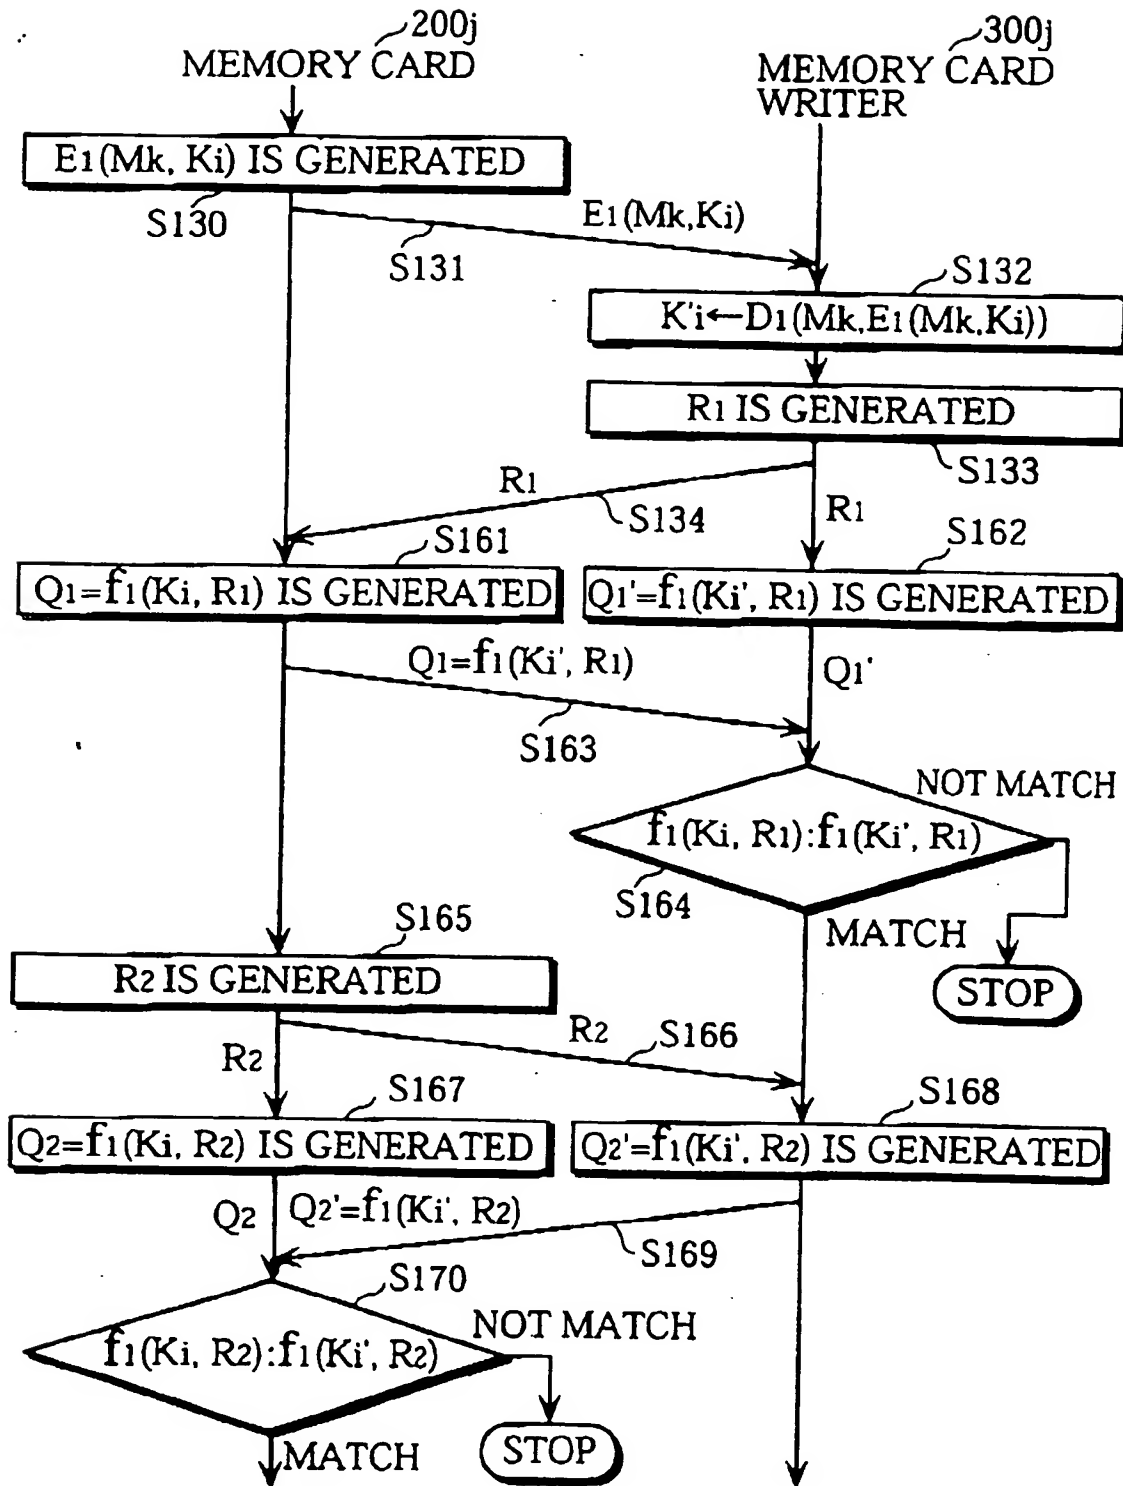 200j
MEMORY CARD
300j
MEMORY CARD
WRITER
E1(Mk, Ki) IS GENERATED
S130
E1(Mk,Ki)
S131
S132
K'i←D1(Mk,E1(Mk,Ki))
R1 IS GENERATED
S133
R1
S134
R1
S161
S162
Q1=f1(Ki, R1) IS GENERATED
Q1'=f1(Ki', R1) IS GENERATED
Q1=f1(Ki', R1)
Q1'
S163
NOT MATCH
f1(Ki, R1):f1(Ki', R1)
S164
MATCH
STOP
S165
R2 IS GENERATED
R2
S166
R2
S167
S168
Q2=f1(Ki, R2) IS GENERATED
Q2'=f1(Ki', R2) IS GENERATED
Q2
Q2'=f1(Ki', R2)
S169
S170
NOT MATCH
f1(Ki, R2):f1(Ki', R2)
STOP
MATCH